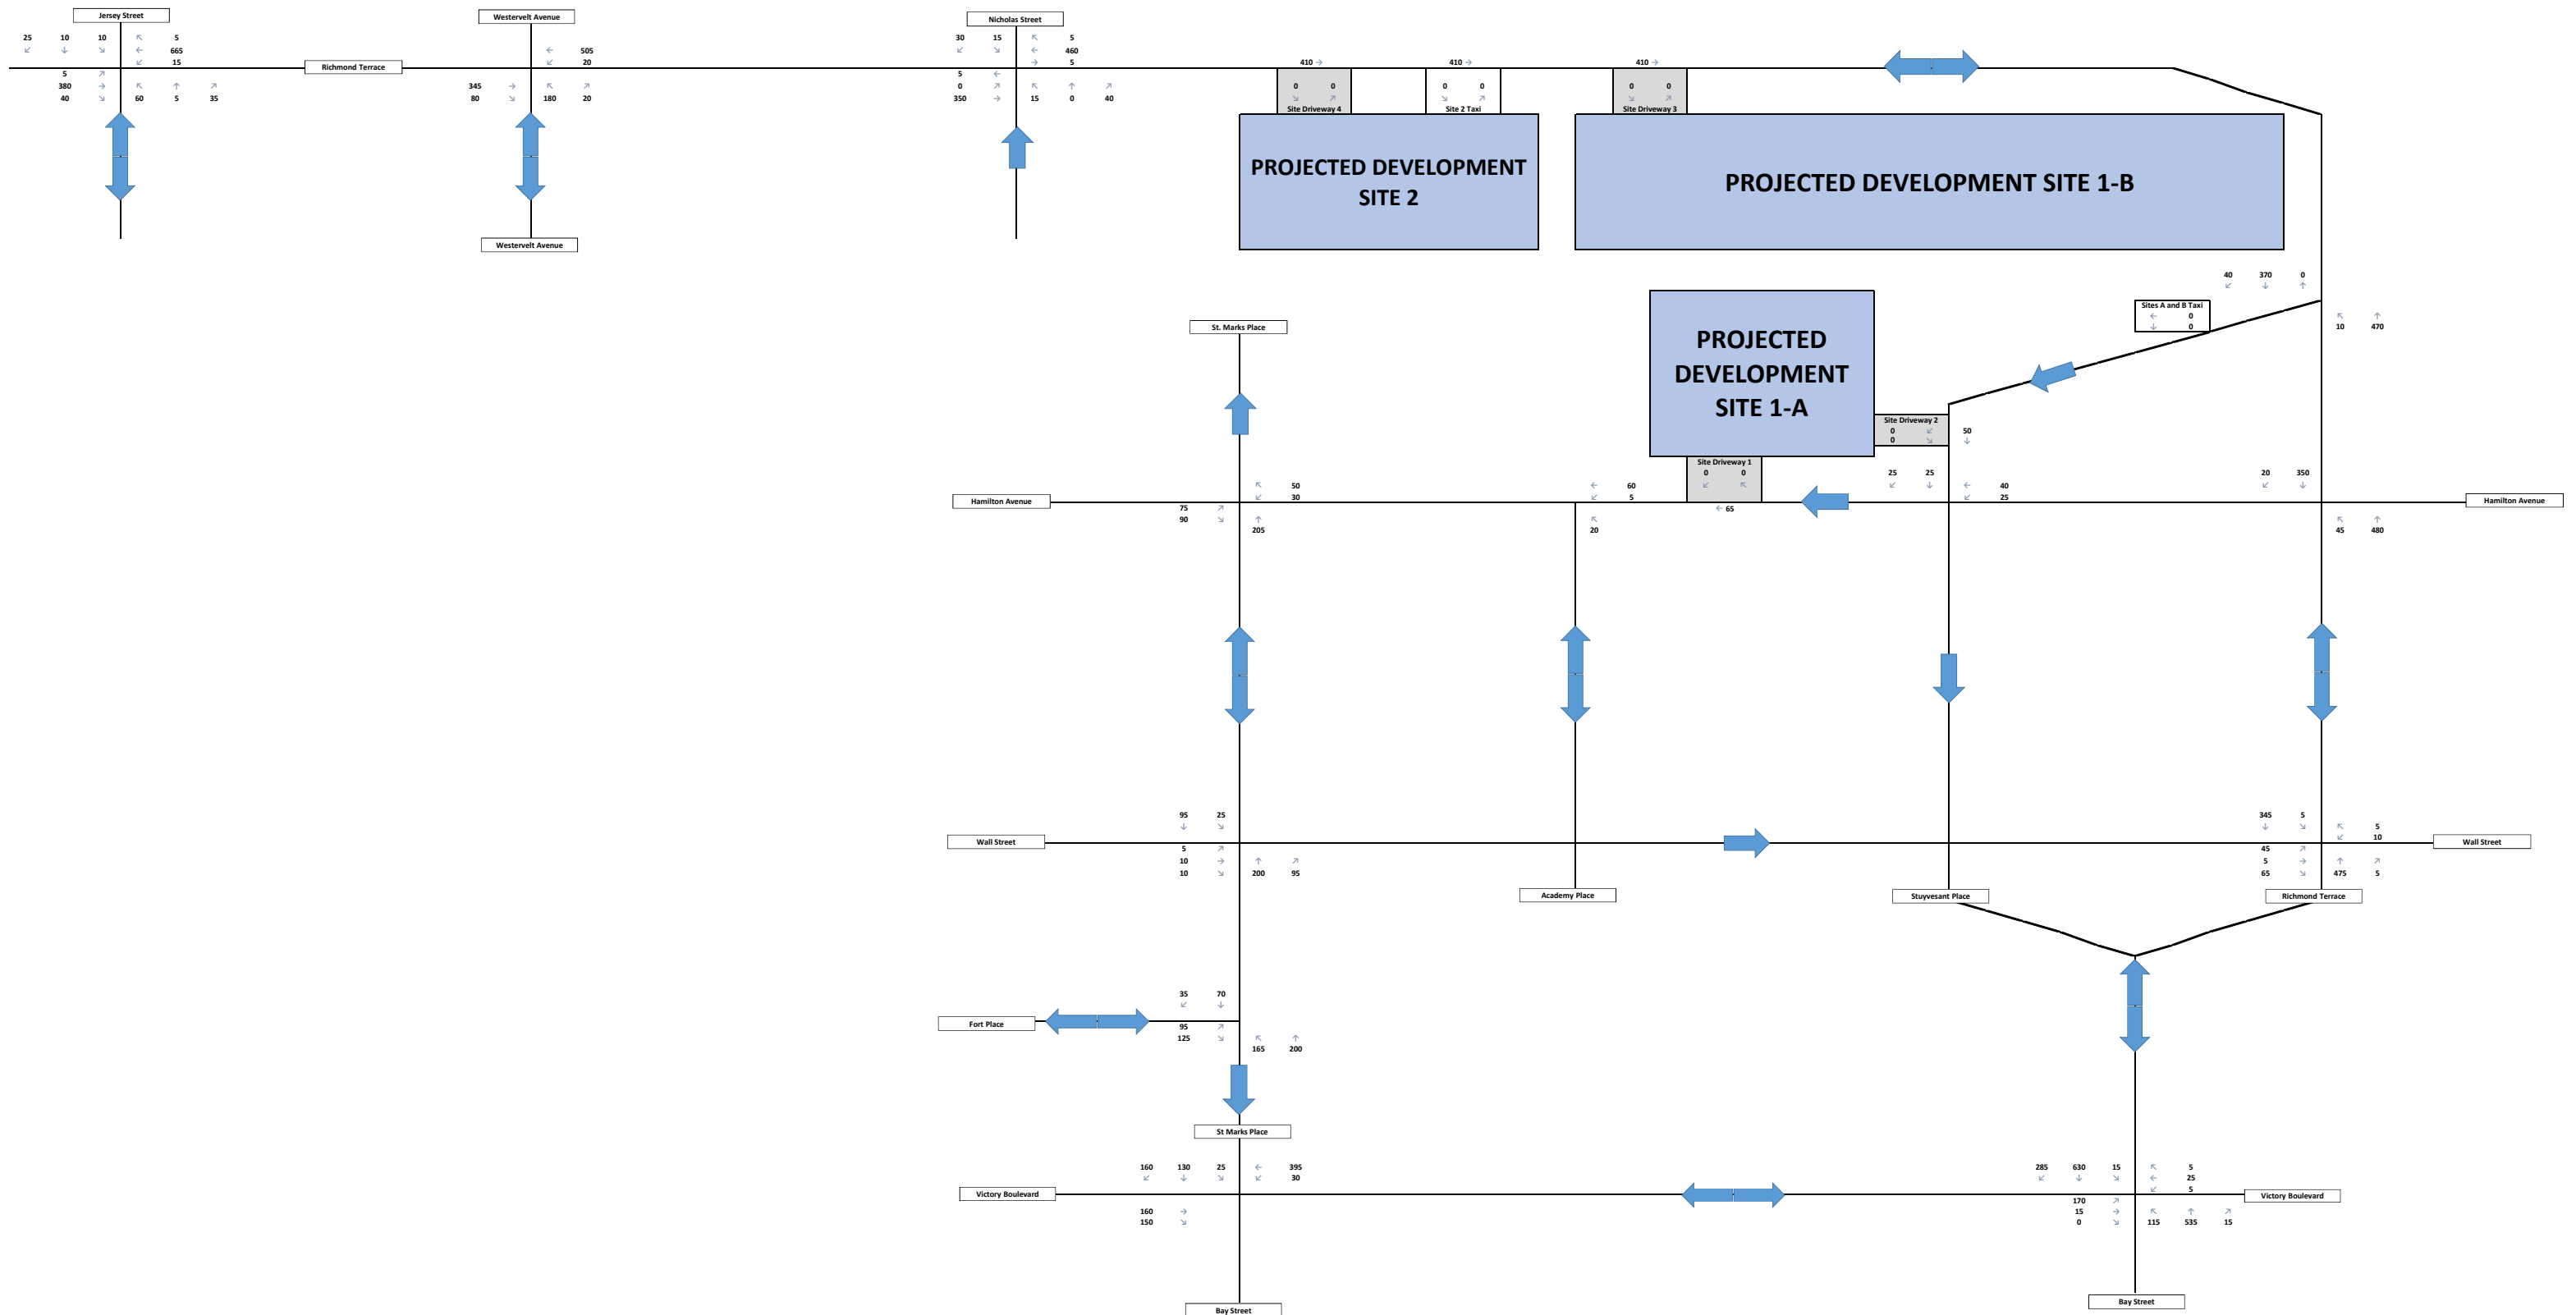 Jersey Street
25 10 10 ↖ 5
↙ ↓ ↘ ← 665
↙ 15
5 ↗
380 → ↖ ↑ ↗
40 ↘ 60 5 35
Richmond Terrace
Westervelt Avenue
← 505
↙ 20
345 → ↖ ↗
80 ↘ 180 20
Westervelt Avenue
Nicholas Street
30 15 ↖ 5
↙ ↘ ← 460
→ 5
5 ←
0 ↗ ↖ ↑ ↗
350 → 15 0 40
410 →
0 0
↘ ↗
Site Driveway 4
410 →
0 0
↘ ↗
Site 2 Taxi
410 →
0 0
↘ ↗
Site Driveway 3
PROJECTED DEVELOPMENT
SITE 2
PROJECTED DEVELOPMENT SITE 1-B
40 370 0
↙ ↓ ↑
Sites A and B Taxi
← 0
↓ 0
↖ ↑
10 470
PROJECTED
DEVELOPMENT
SITE 1-A
St. Marks Place
Site Driveway 2
0 ↙ 50
0 ↘ ↓
Site Driveway 1
0 0
↙ ↖
← 65
Hamilton Avenue
↖ 50
↙ 30
75 ↗
90 ↘ ↑
205
← 60
↙ 5
↖
20
25 25
↙ ↓ ← 40
↙ 25
20 350
↙ ↓
Hamilton Avenue
↖ ↑
45 480
95 25
↓ ↘
Wall Street
5 ↗
10 → ↑ ↗
10 ↘ 200 95
345 5
↓ ↘ ↖ 5
↙ 10
Wall Street
45 ↗
5 → ↑ ↗
65 ↘ 475 5
Academy Place
Stuyvesant Place
Richmond Terrace
35 70
↙ ↓
Fort Place
95 ↗
125 ↘ ↖ ↑
165 200
St Marks Place
160 130 25 ← 395
↙ ↓ ↘ ↙ 30
Victory Boulevard
160 →
150 ↘
285 630 15 ↖ 5
↙ ↓ ↘ ← 25
↙ 5
Victory Boulevard
170 ↗
15 → ↖ ↑ ↗
0 ↘ 115 535 15
Bay Street
Bay Street